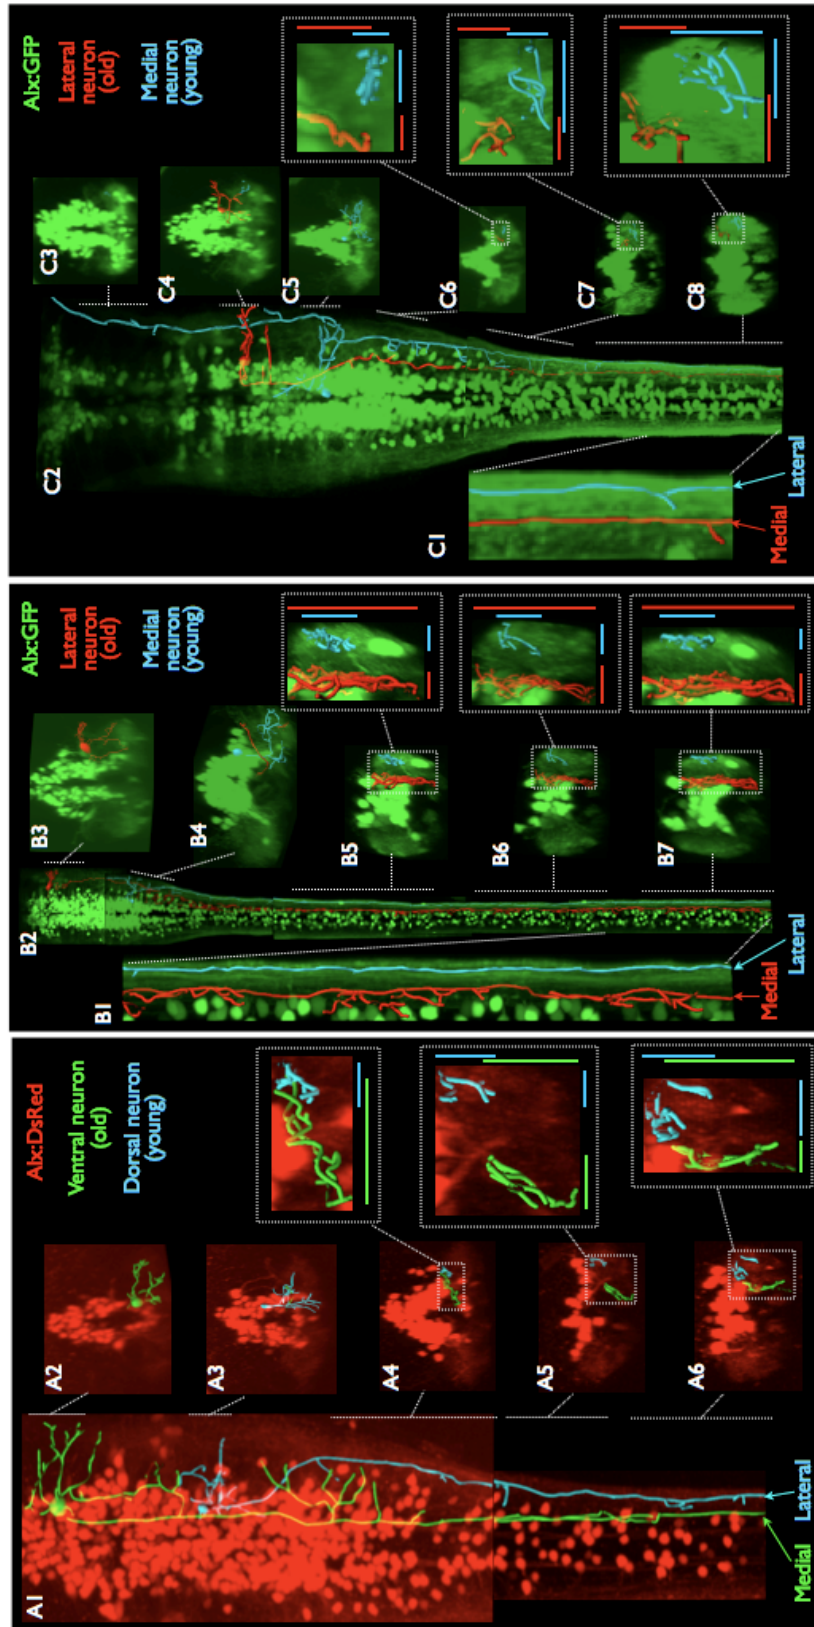 A1
A2
A3
A4
A5
A6
Alx:DsRed
Ventral neuron
(old)
Dorsal neuron
(young)
Medial
Lateral
B1
B2
B3
B4
B5
B6
B7
Alx:GFP
Lateral
neuron
(old)
Medial
neuron
(young)
Medial
Lateral
C1
C2
C3
C4
C5
C6
C7
C8
Alx:GFP
Lateral
neuron
(old)
Medial
neuron
(young)
Medial
Lateral